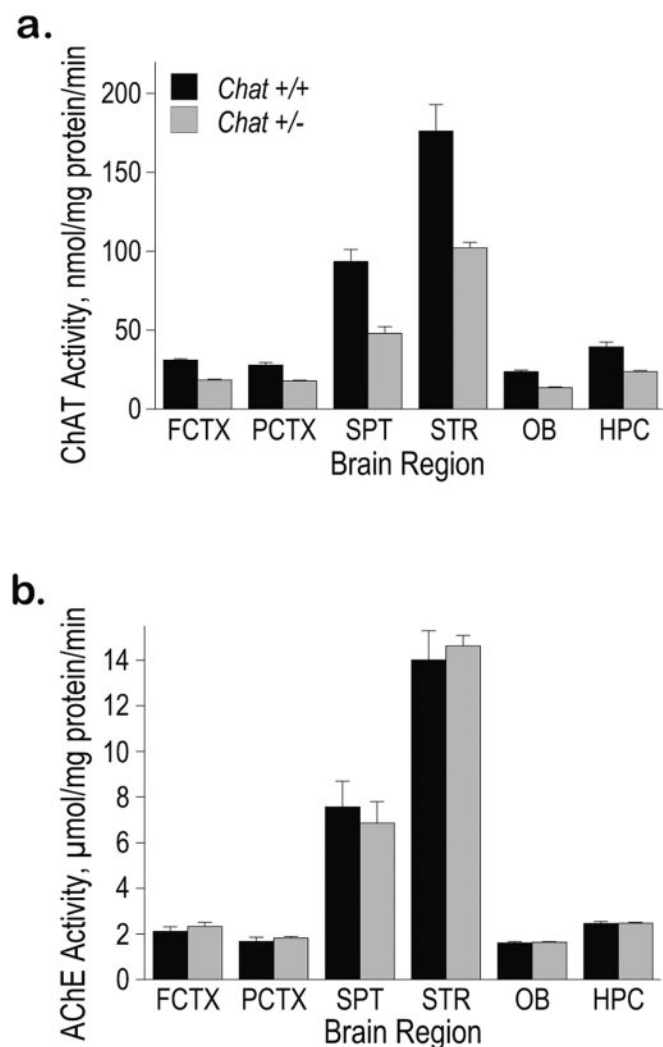 a.
ChAT Activity, nmol/mg protein/min
200
150
100
50
0
Chat +/+
Chat +/-
FCTX PCTX SPT STR OB HPC
Brain Region
b.
AChE Activity, µmol/mg protein/min
14
12
10
8
6
4
2
0
FCTX PCTX SPT STR OB HPC
Brain Region